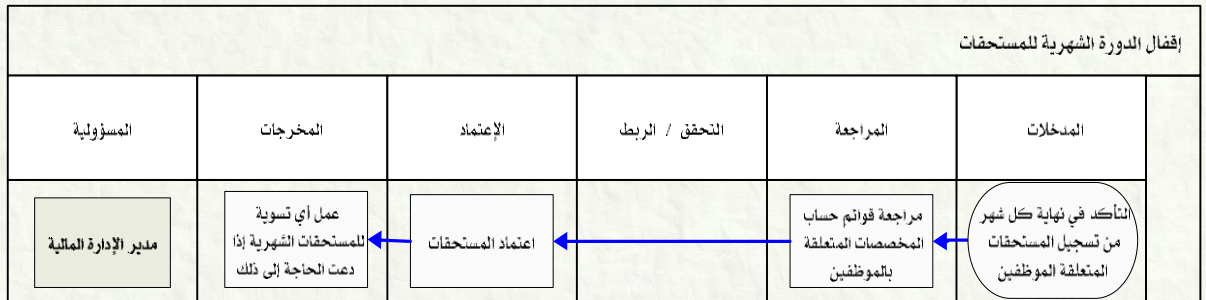 إقفال الدورة الشهرية للمستحقات
المدخلات
المراجعة
التحقق / الربط
الإعتماد
المخرجات
المسؤولية
التأكد في نهاية كل شهر
من تسجيل المستحقات
المتعلقة الموظفين
مراجعة قوائم حساب
المخصصات المتعلقة
بالموظفين
اعتماد المستحقات
عمل أي تسوية
للمستحقات الشهرية إذا
دعت الحاجة إلى ذلك
مدير الإدارة المالية